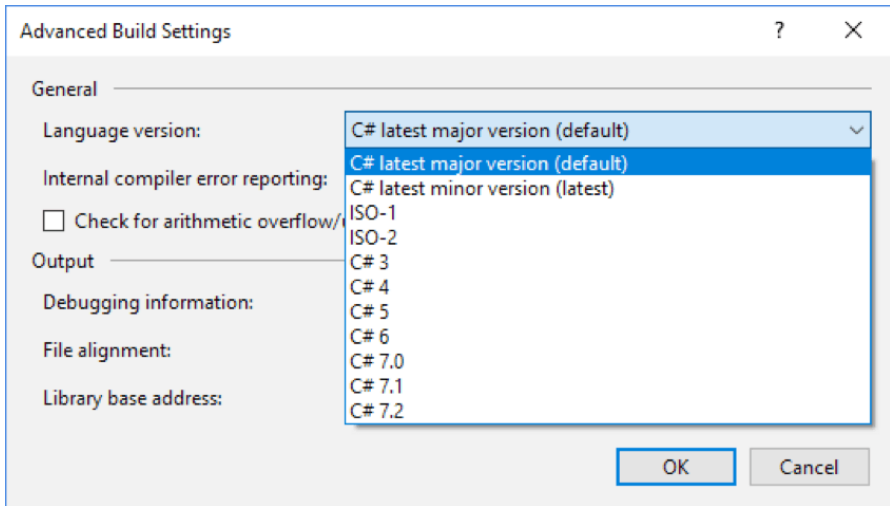 Advanced Build Settings
?
General
Language version:
C# latest major version (default)
C# latest major version (default)
C# latest minor version (latest)
ISO-1
ISO-2
C# 3
C# 4
C# 5
C# 6
C# 7.0
C# 7.1
C# 7.2
Internal compiler error reporting:
Check for arithmetic overflow/
Output
Debugging information:
File alignment:
Library base address:
OK
Cancel